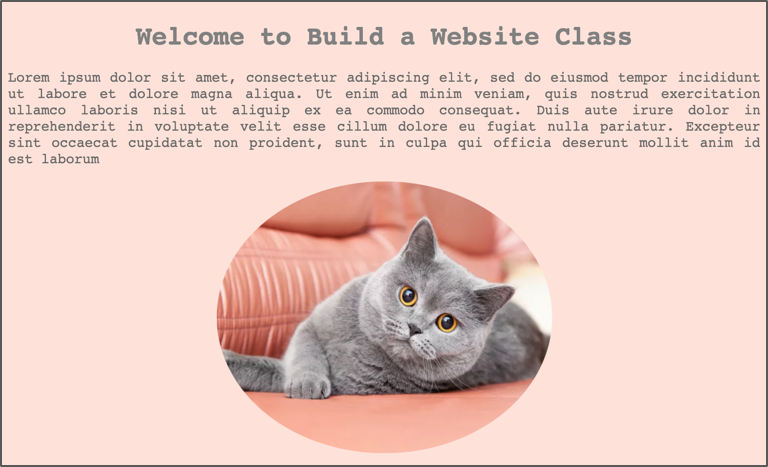 Welcome to Build a Website Class
Lorem ipsum dolor sit amet, consectetur adipiscing elit, sed do eiusmod tempor incididunt
ut labore et dolore magna aliqua. Ut enim ad minim veniam, quis nostrud exercitation
ullamco laboris nisi ut aliquip ex ea commodo consequat. Duis aute irure dolor in
reprehenderit in voluptate velit esse cillum dolore eu fugiat nulla pariatur. Excepteur
sint occaecat cupidatat non proident, sunt in culpa qui officia deserunt mollit anim id
est laborum